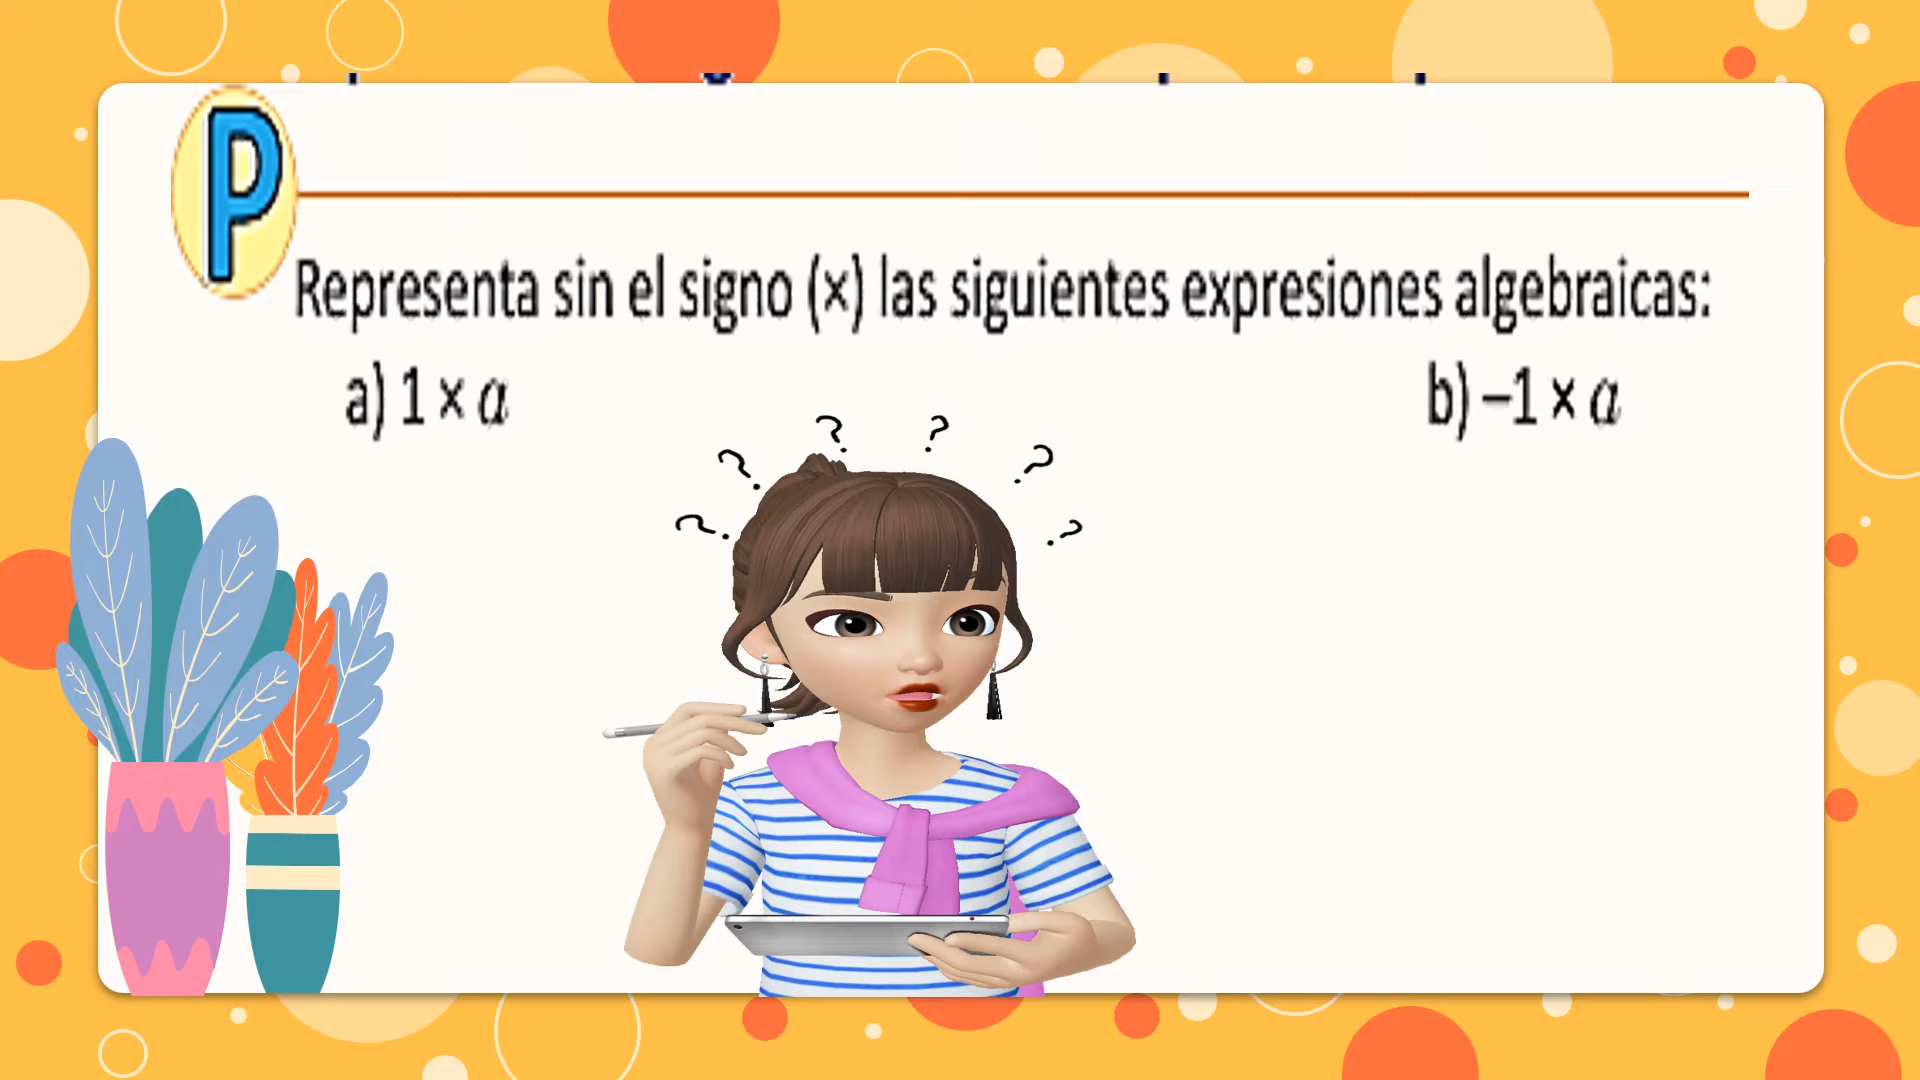 P
Representa sin el signo (×) las siguientes expresiones algebraicas:
a) 1 × a
b) –1 × a
? ? ? ? ? ?